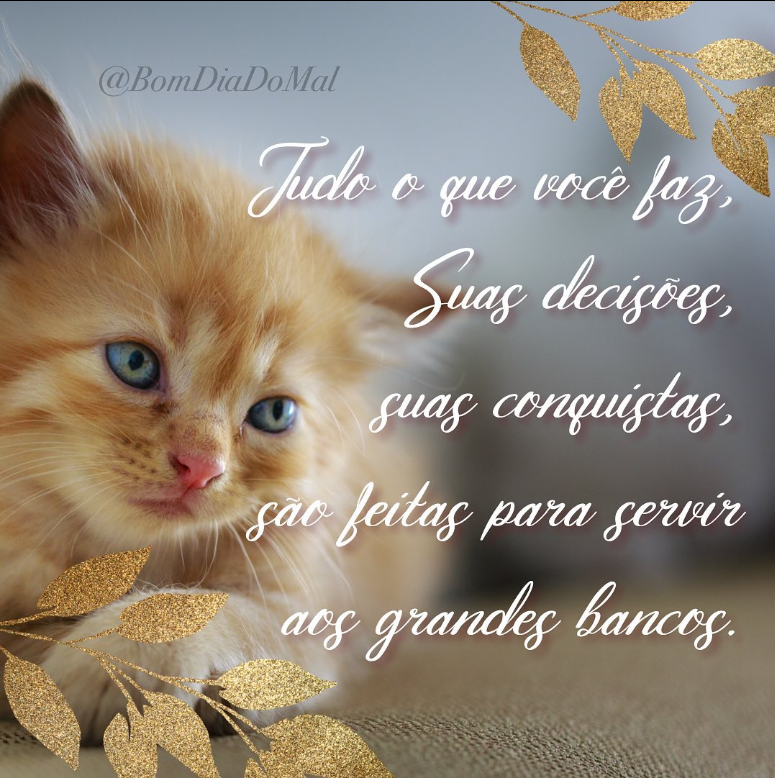 @BomDiaDoMal
Tudo o que você faz,
Suas decisões,
suas conquistas,
são feitas para servir
aos grandes bancos.